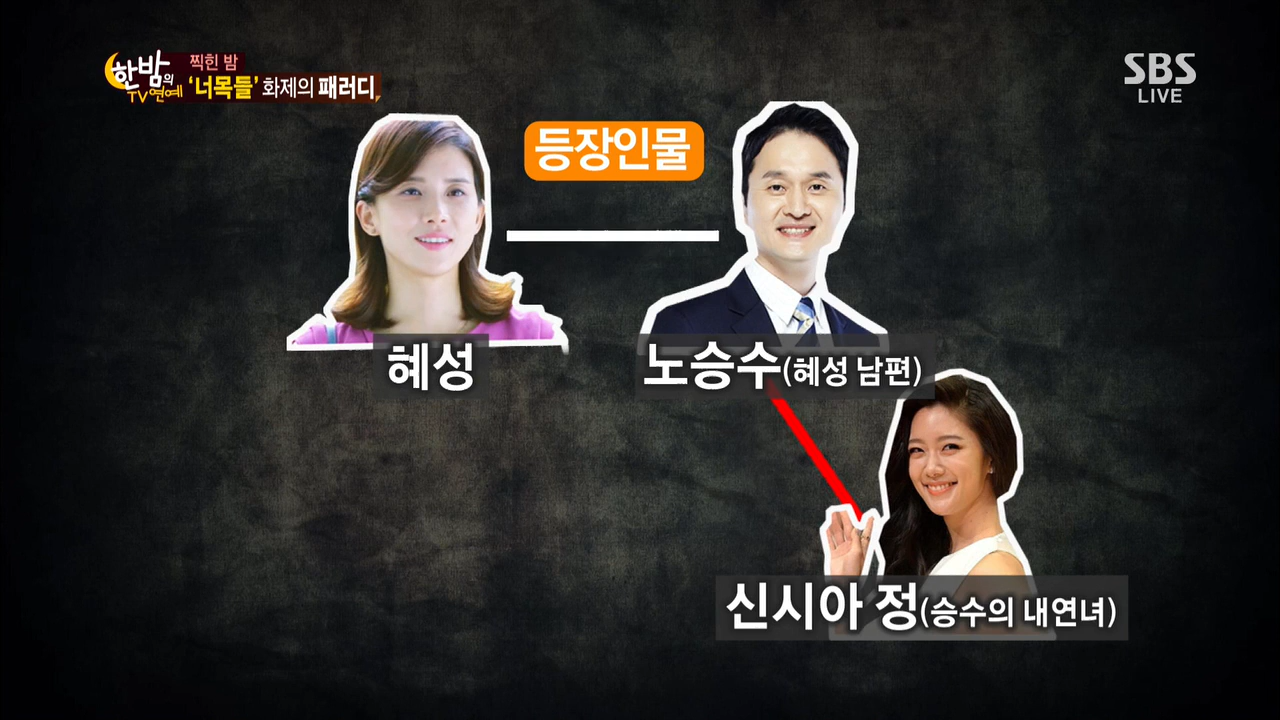 한밤의
TV연예
찍힌 밤
'너목들' 화제의 패러디
SBS
LIVE
등장인물
혜성
노승수(혜성 남편)
신시아 정(승수의 내연녀)